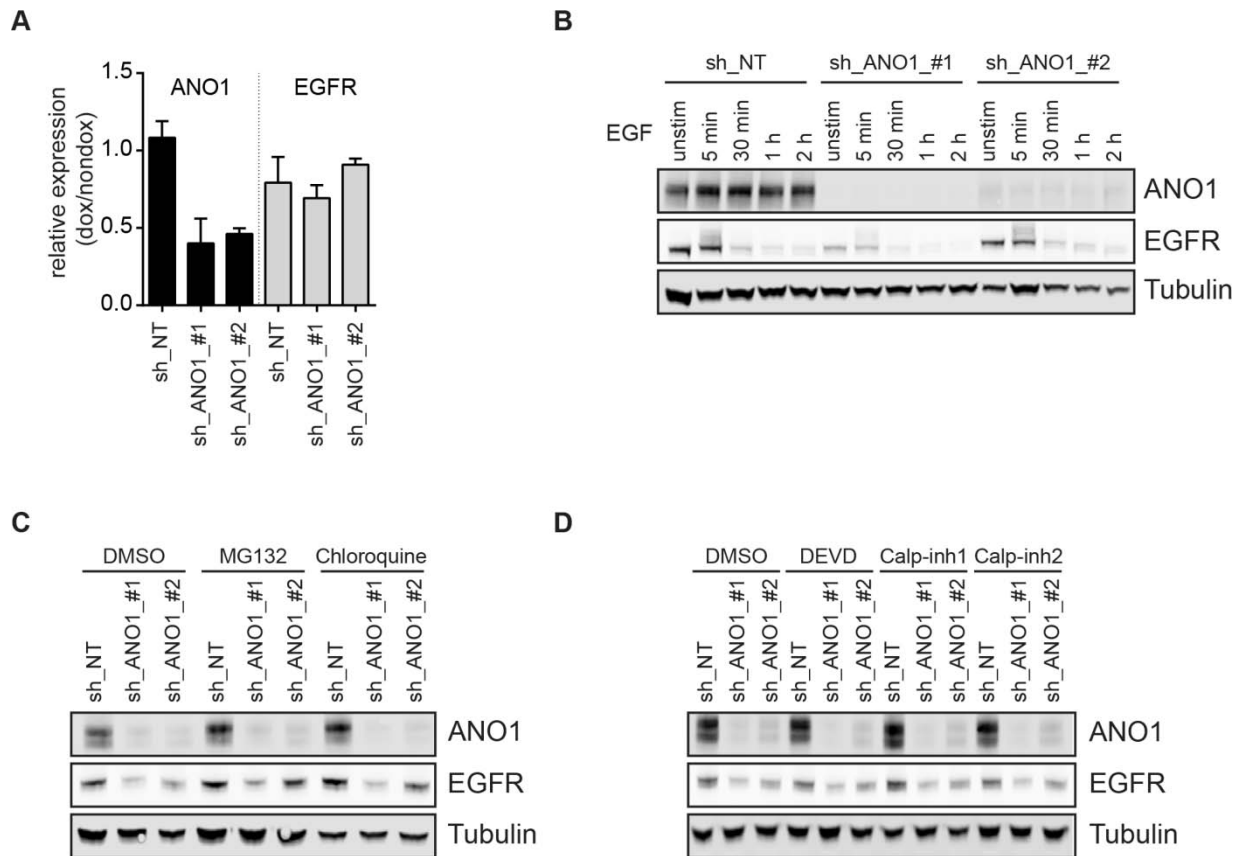 A
relative expression
(dox/nondox)
1.5
1.0
0.5
0.0
ANO1 EGFR
sh_NT
sh_ANO1_#1
sh_ANO1_#2
sh_NT
sh_ANO1_#1
sh_ANO1_#2
B
sh_NT sh_ANO1_#1 sh_ANO1_#2
EGF unstim 5 min 30 min 1 h 2 h unstim 5 min 30 min 1 h 2 h unstim 5 min 30 min 1 h 2 h
ANO1
EGFR
Tubulin
C
DMSO MG132 Chloroquine
sh_NT sh_ANO1_#1 sh_ANO1_#2 sh_NT sh_ANO1_#1 sh_ANO1_#2 sh_NT sh_ANO1_#1 sh_ANO1_#2
ANO1
EGFR
Tubulin
D
DMSO DEVD Calp-inh1 Calp-inh2
sh_NT sh_ANO1_#1 sh_ANO1_#2 sh_NT sh_ANO1_#1 sh_ANO1_#2 sh_NT sh_ANO1_#1 sh_ANO1_#2 sh_NT sh_ANO1_#1 sh_ANO1_#2
ANO1
EGFR
Tubulin